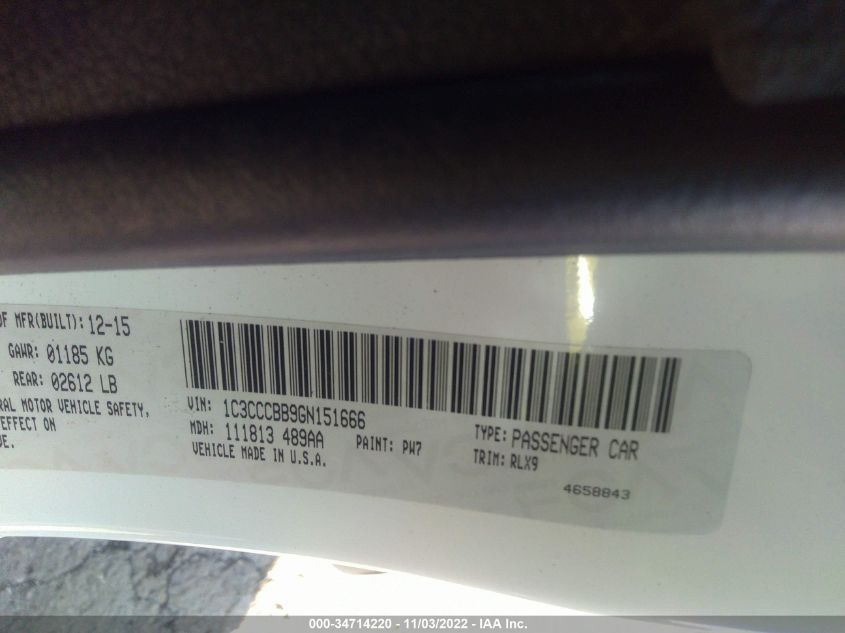 OF MFR(BUILT): 12-15
GAWR: 01185 KG
REAR: 02612 LB
RAL MOTOR VEHICLE SAFETY,
EFFECT ON
VE.
VIN: 1C3CCCBB9GN151666
MDH: 111813 489AA PAINT: PW7
VEHICLE MADE IN U.S.A.
TYPE: PASSENGER CAR
TRIM: RLX9
4658843
000-34714220 - 11/03/2022 - IAA Inc.